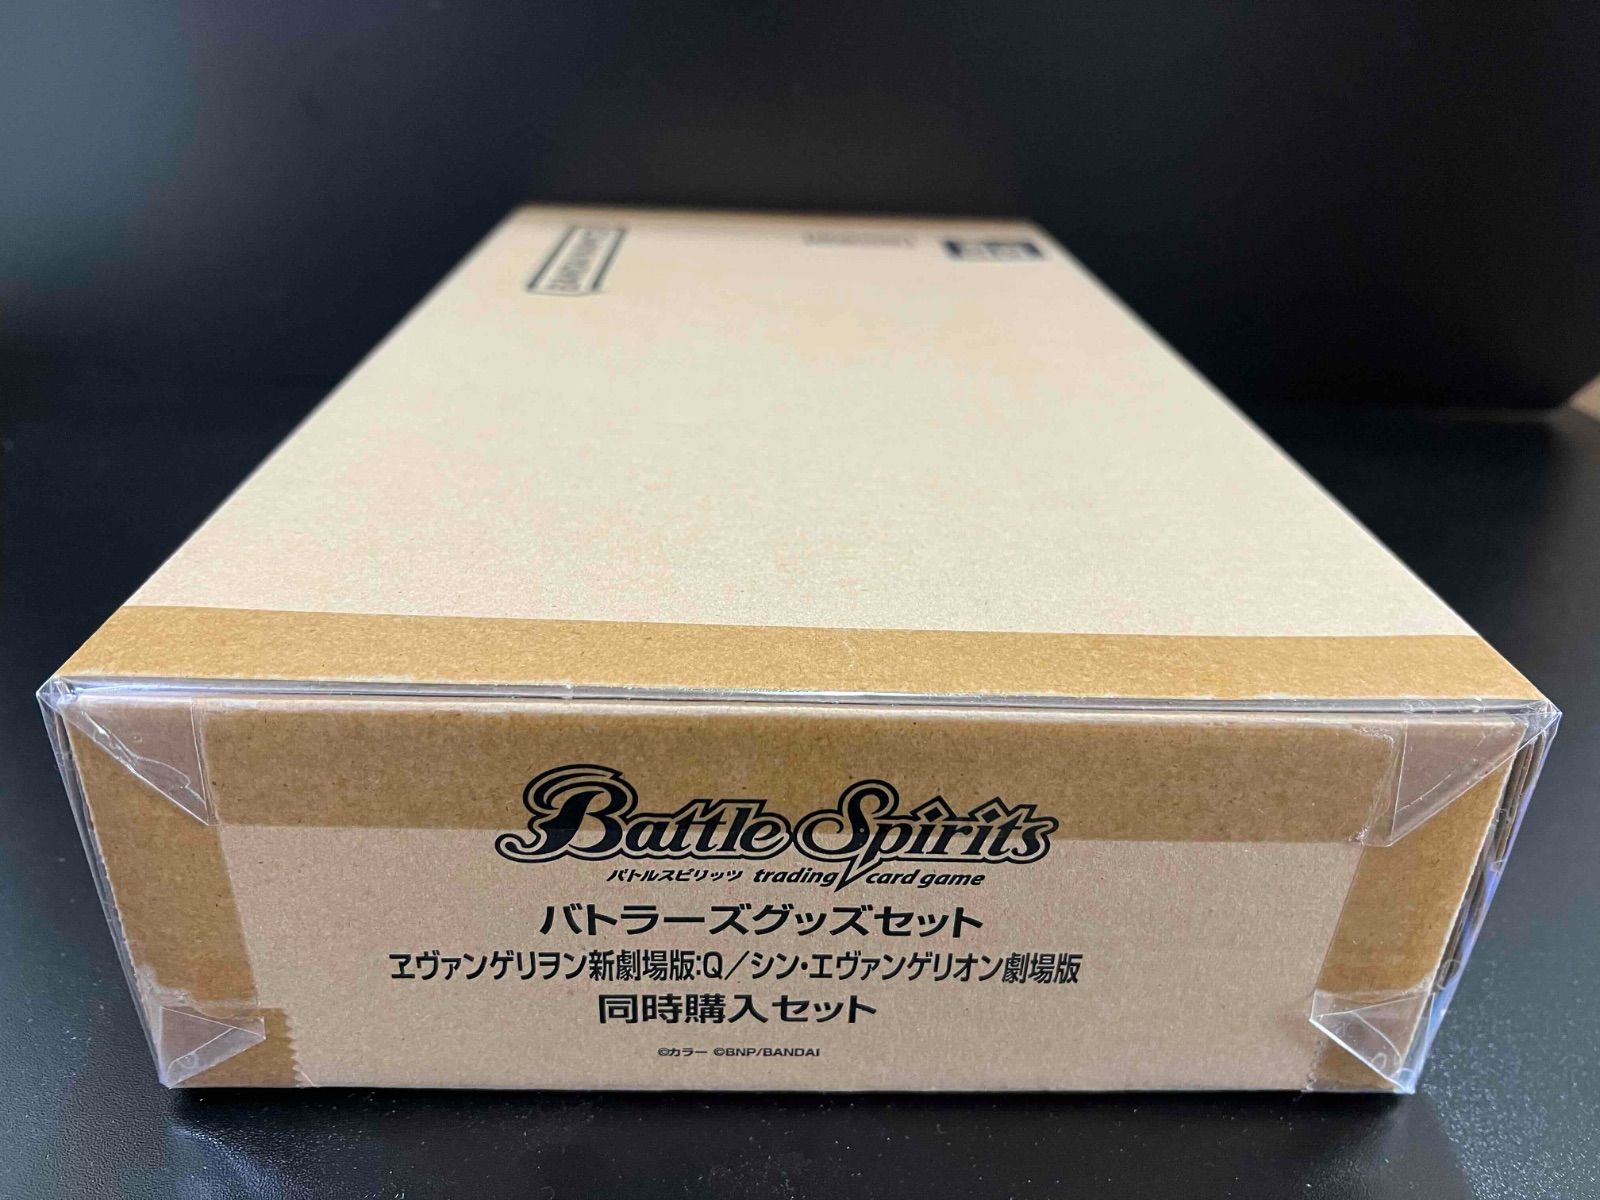 BANDAI NAMCO
Battle Spirits
バトルスピリッツ trading card game
バトラーズグッズセット
ヱヴァンゲリヲン新劇場版:Q／シン・エヴァンゲリオン劇場版
同時購入セット
©カラー ©BNP/BANDAI